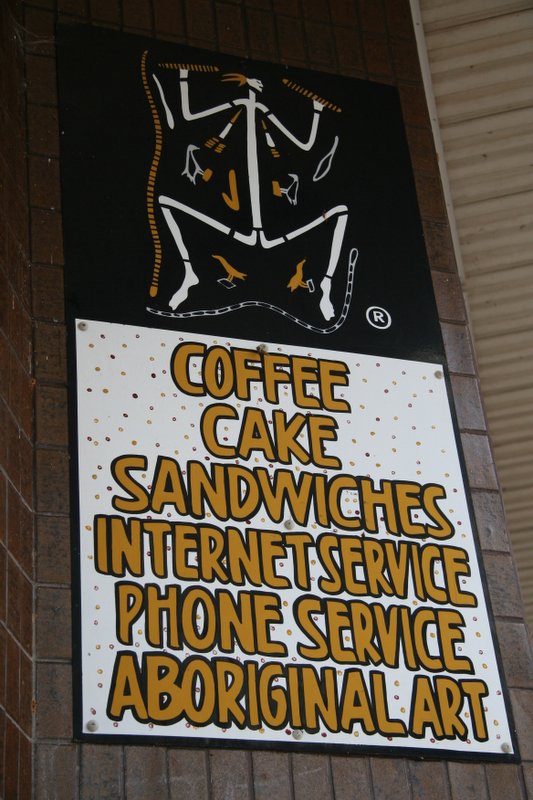 ®
COFFEE
CAKE
SANDWICHES
INTERNET SERVICE
PHONE SERVICE
ABORIGINAL ART